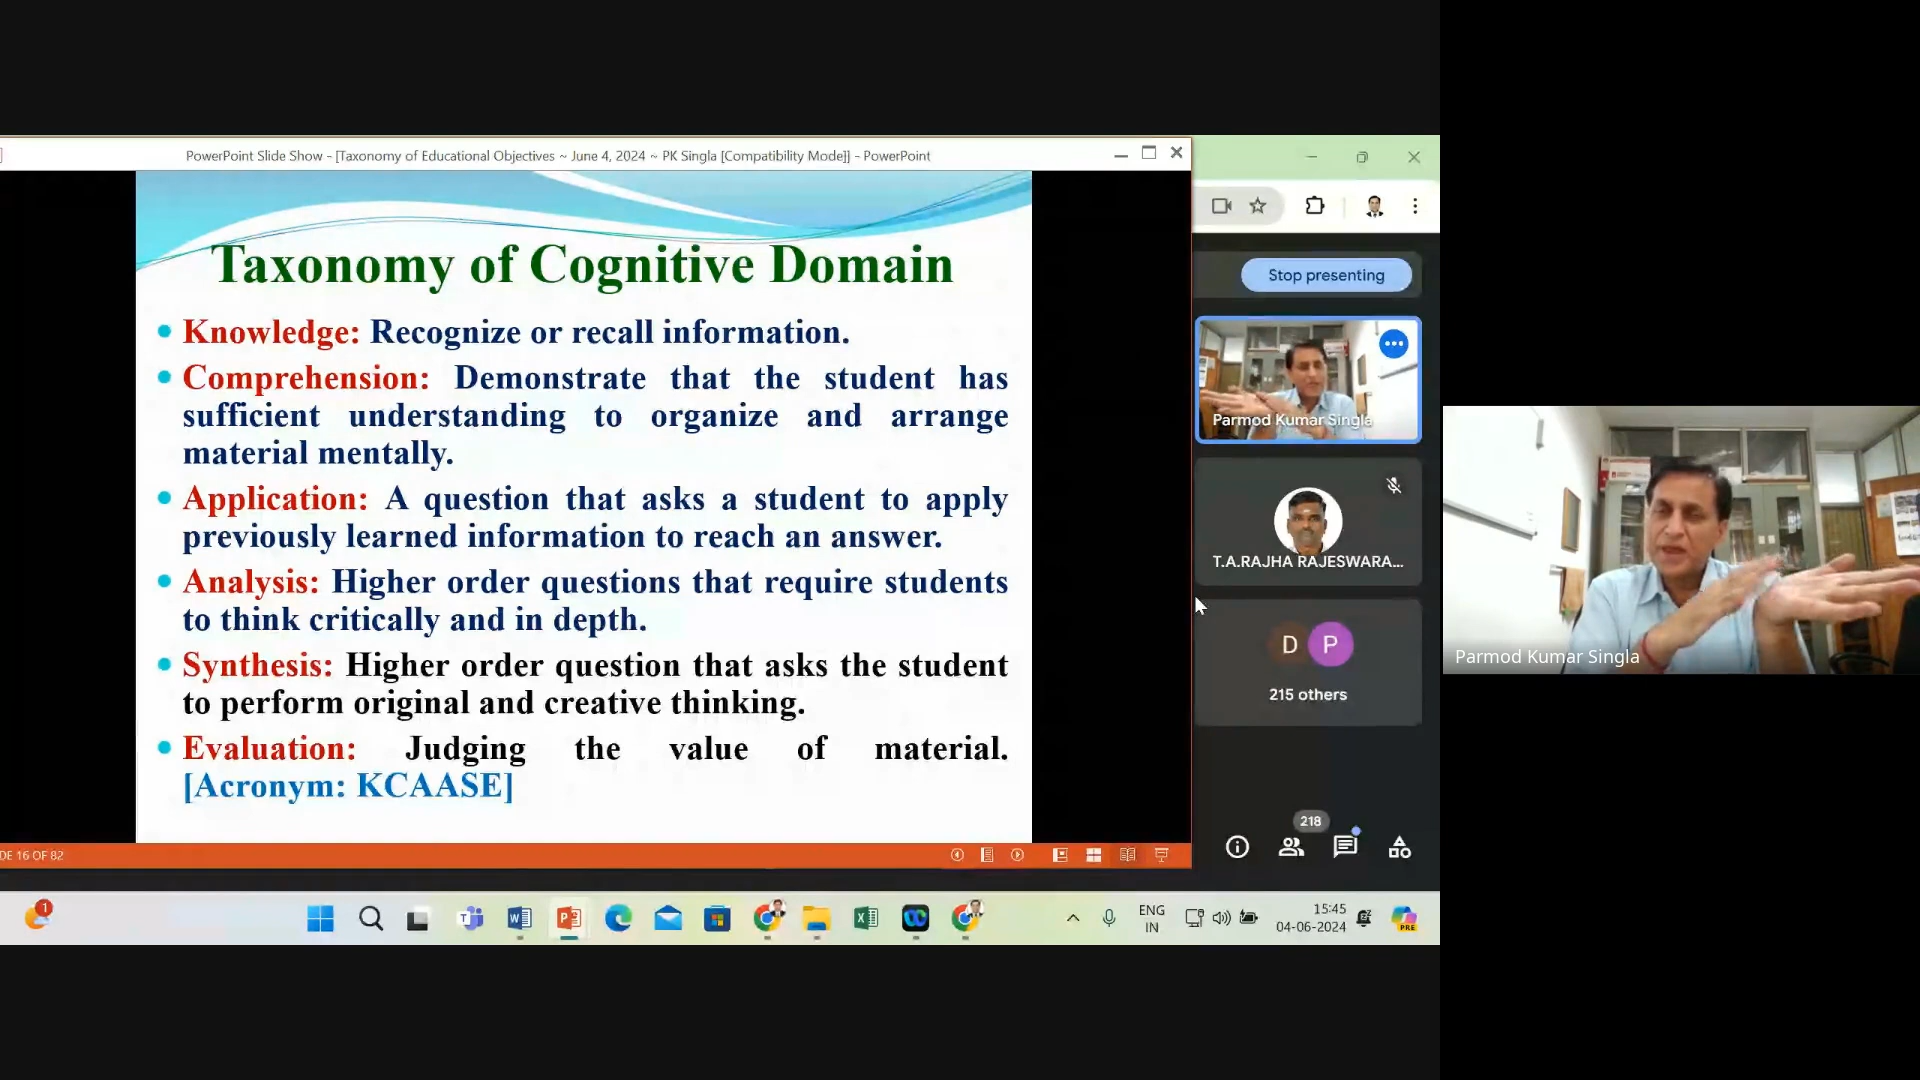 PowerPoint Slide Show - [Taxonomy of Educational Objectives ~ June 4, 2024 ~ PK Singla [Compatibility Mode]] - PowerPoint
Taxonomy of Cognitive Domain
Knowledge: Recognize or recall information.
Comprehension: Demonstrate that the student has
sufficient understanding to organize and arrange
material mentally.
Application: A question that asks a student to apply
previously learned information to reach an answer.
Analysis: Higher order questions that require students
to think critically and in depth.
Synthesis: Higher order question that asks the student
to perform original and creative thinking.
Evaluation: Judging the value of material.
[Acronym: KCAASE]
DE 16 OF 82
Stop presenting
Parmod Kumar Singla
T.A.RAJHA RAJESWARA...
D P
215 others
218
Parmod Kumar Singla
1
ENG
IN
15:45
04-06-2024
PRE